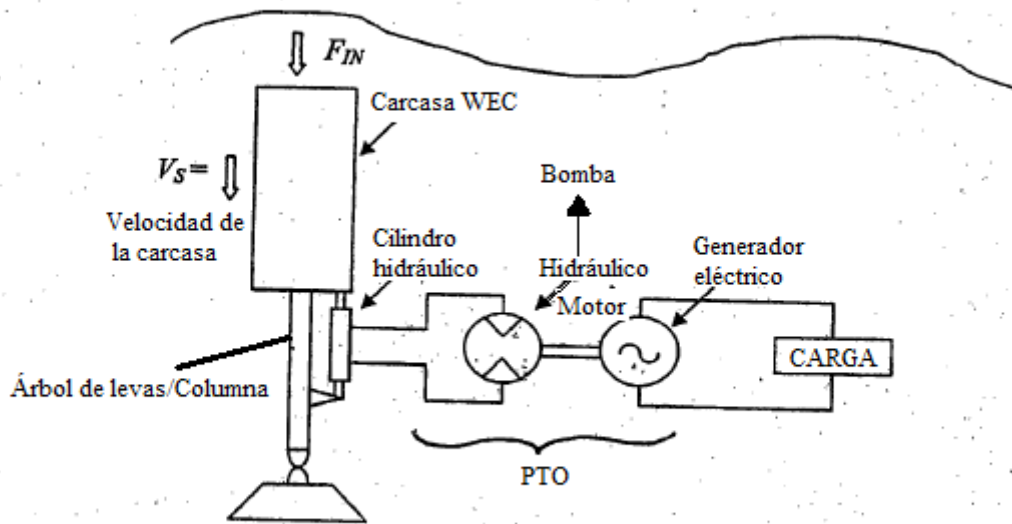 F_IN
Carcasa WEC
V_S=
Velocidad de
la carcasa
Bomba
Cilindro
hidráulico
Hidráulico
Motor
Generador
eléctrico
CARGA
Árbol de levas/Columna
PTO